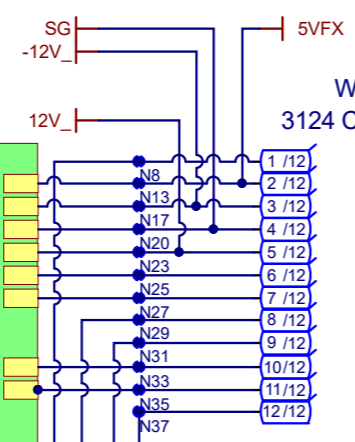 SG
5VFX
-12V_
W
12V_
3124 C
1 /12
N8
2 /12
N13
3 /12
N17
4 /12
N20
5 /12
N23
6 /12
N25
7 /12
N27
8 /12
N29
9 /12
N31
10/12
N33
11/12
N35
12/12
N37